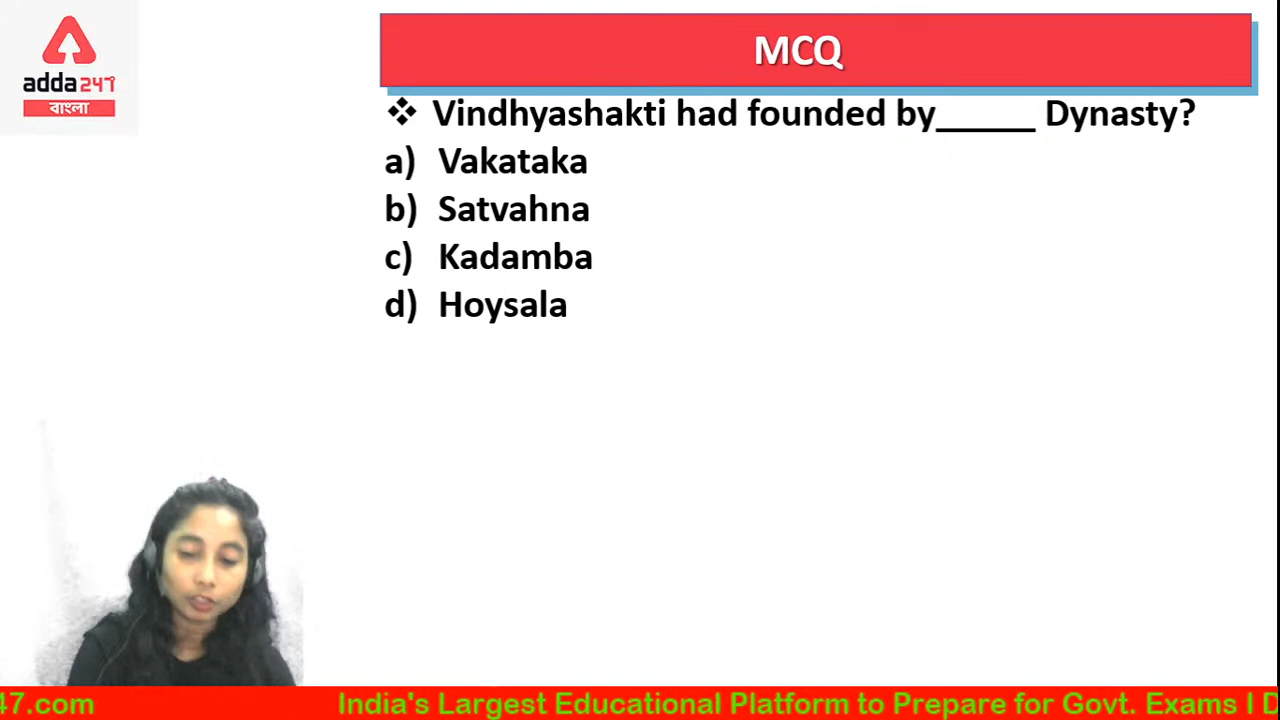 adda247
বাংলা
MCQ
❖ Vindhyashakti had founded by_____ Dynasty?
a) Vakataka
b) Satvahna
c) Kadamba
d) Hoysala
47.com India's Largest Educational Platform to Prepare for Govt. Exams I D